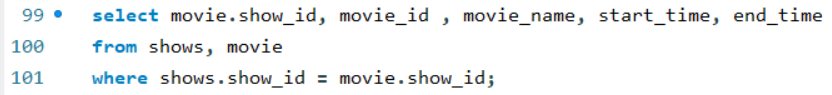 99 select movie.show_id, movie_id , movie_name, start_time, end_time
100 from shows, movie
101 where shows.show_id = movie.show_id;